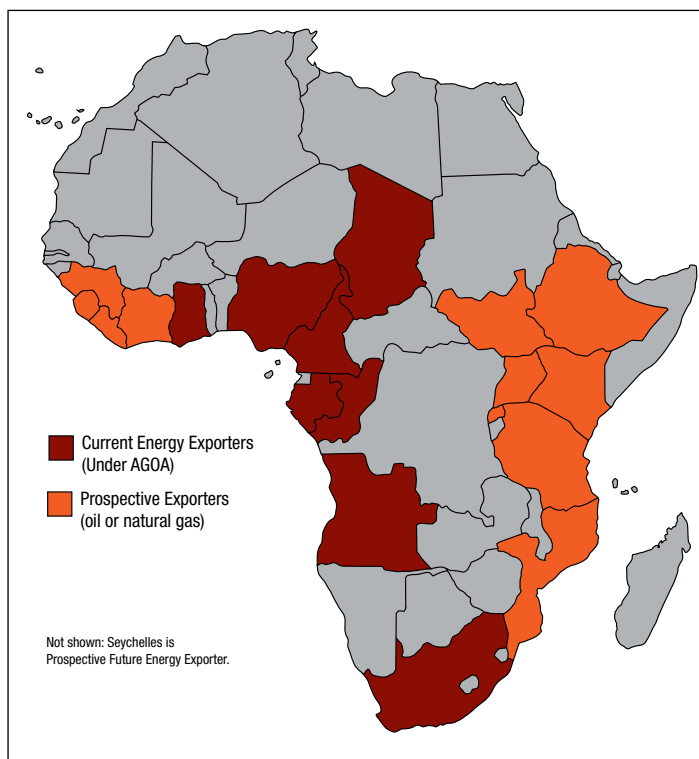 Current Energy Exporters
(Under AGOA)
Prospective Exporters
(oil or natural gas)
Not shown: Seychelles is
Prospective Future Energy Exporter.